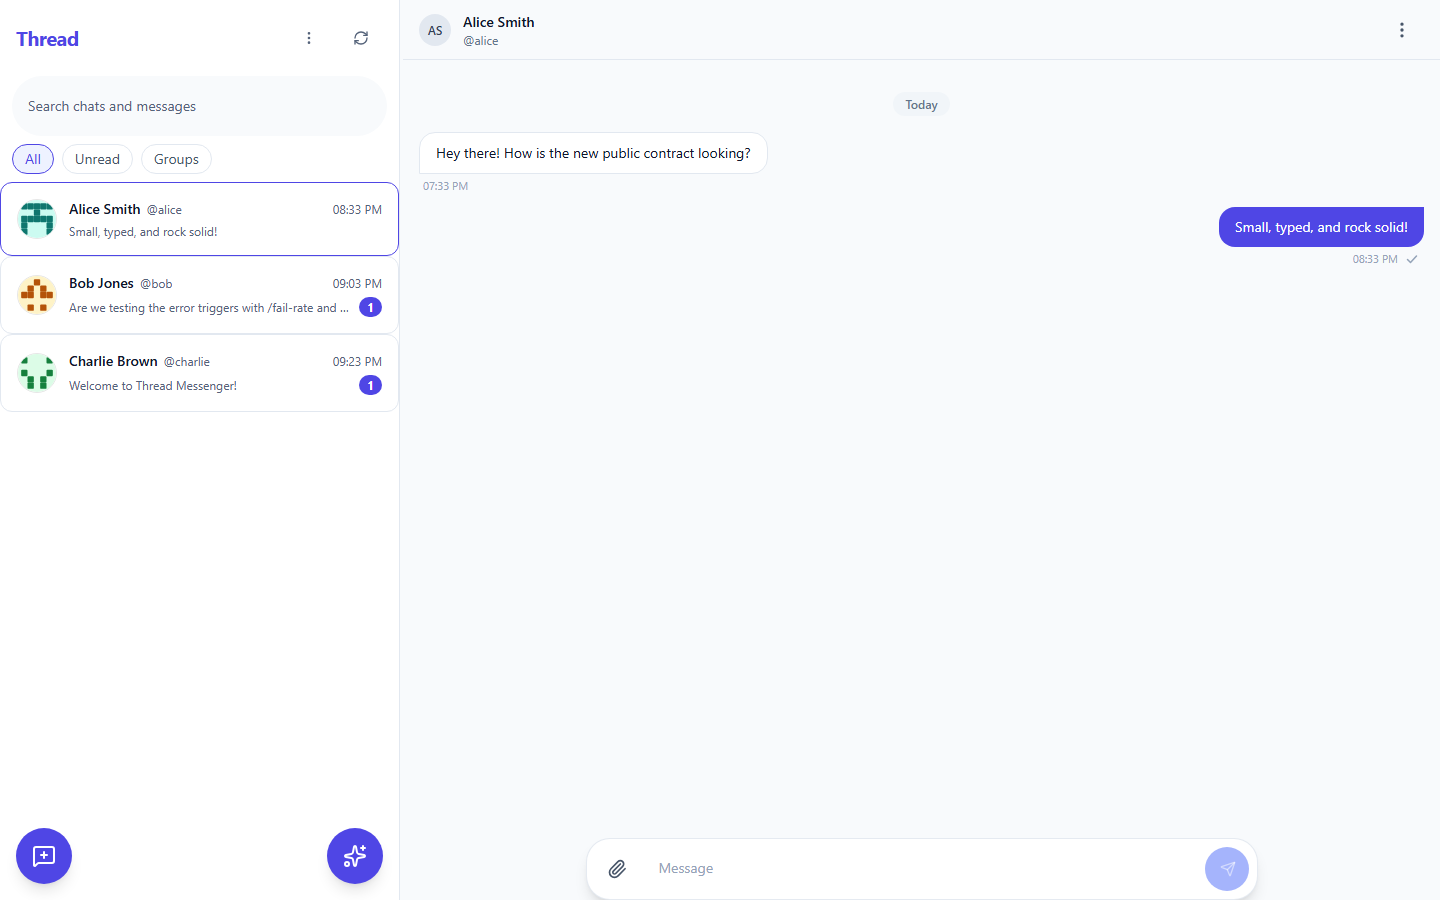 Thread
Search chats and messages
All
Unread
Groups
Alice Smith @alice 08:33 PM
Small, typed, and rock solid!
Bob Jones @bob 09:03 PM
Are we testing the error triggers with /fail-rate and ... 1
Charlie Brown @charlie 09:23 PM
Welcome to Thread Messenger! 1
AS
Alice Smith
@alice
Today
Hey there! How is the new public contract looking?
07:33 PM
Small, typed, and rock solid!
08:33 PM
Message